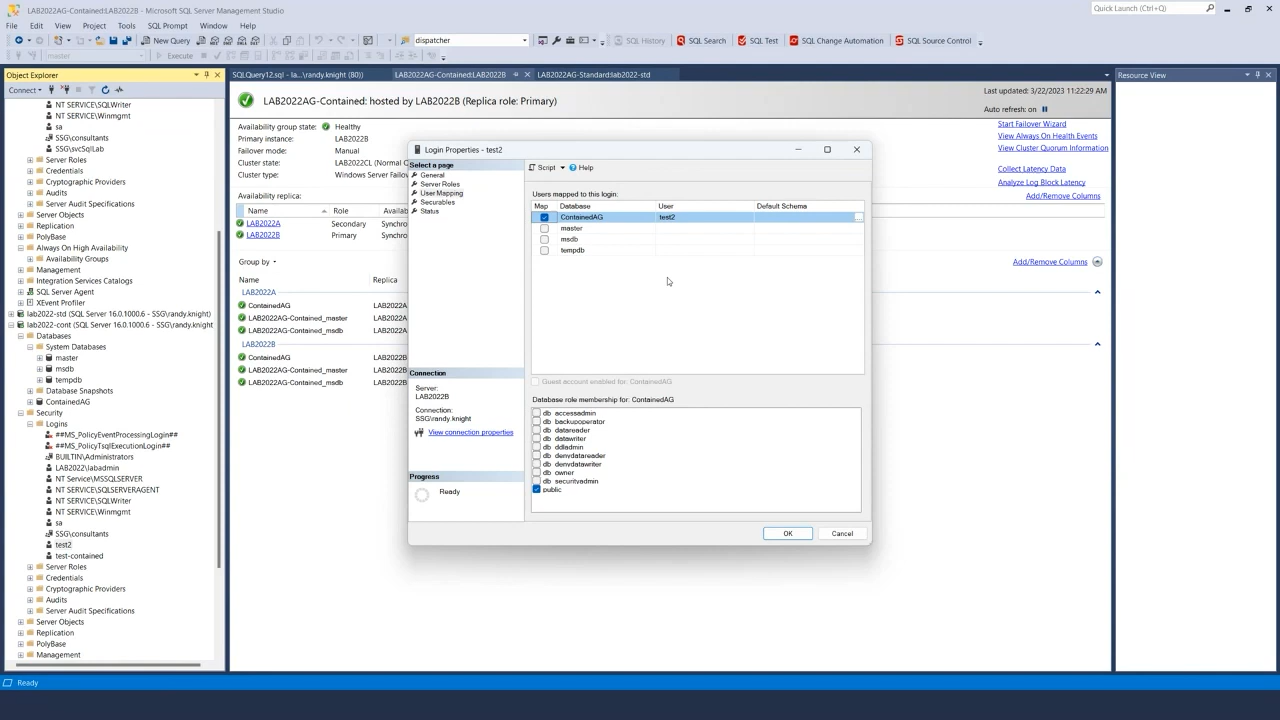 LAB2022AG-Contained:LAB2022B - Microsoft SQL Server Management Studio
Quick Launch (Ctrl+Q)
File Edit View Project Tools SQL Prompt Window Help
New Query
dispatcher
SQL History SQL Search SQL Test SQL Change Automation SQL Source Control
master
Execute
Object Explorer
SQLQuery12.sql - la...\randy.knight (80))
LAB2022AG-Contained:LAB2022B
LAB2022AG-Standard:lab2022-std
Resource View
Connect
NT SERVICE\SQLWriter
NT SERVICE\Winmgmt
sa
SSG\consultants
SSG\svcSqlLab
Server Roles
Credentials
Cryptographic Providers
Audits
Server Audit Specifications
Server Objects
Replication
PolyBase
Always On High Availability
Availability Groups
Management
Integration Services Catalogs
SQL Server Agent
XEvent Profiler
lab2022-std (SQL Server 16.0.1000.6 - SSG\randy.knight)
lab2022-cont (SQL Server 16.0.1000.6 - SSG\randy.knight
Databases
System Databases
master
msdb
tempdb
Database Snapshots
ContainedAG
Security
Logins
##MS_PolicyEventProcessingLogin##
##MS_PolicyTsqlExecutionLogin##
BUILTIN\Administrators
LAB2022\labadmin
NT Service\MSSQLSERVER
NT SERVICE\SQLSERVERAGENT
NT SERVICE\SQLWriter
NT SERVICE\Winmgmt
sa
SSG\consultants
test2
test-contained
Server Roles
Credentials
Cryptographic Providers
Audits
Server Audit Specifications
Server Objects
Replication
PolyBase
Management
LAB2022AG-Contained: hosted by LAB2022B (Replica role: Primary)
Last updated: 3/22/2023 11:22:29 AM
Auto refresh: on
Availability group state: Healthy
Primary instance: LAB2022B
Failover mode: Manual
Cluster state: LAB2022CL (Normal C
Cluster type: Windows Server Failo
Start Failover Wizard
View Always On Health Events
View Cluster Quorum Information
Collect Latency Data
Analyze Log Block Latency
Availability replica:
Add/Remove Columns
Name Role Availab
LAB2022A Secondary Synchro
LAB2022B Primary Synchro
Group by
Add/Remove Columns
Name Replica
LAB2022A
ContainedAG LAB2022A
LAB2022AG-Contained_master LAB2022A
LAB2022AG-Contained_msdb LAB2022A
LAB2022B
ContainedAG LAB2022B
LAB2022AG-Contained_master LAB2022B
LAB2022AG-Contained_msdb LAB2022B
Login Properties - test2
Select a page
General
Server Roles
User Mapping
Securables
Status
Connection
Server:
LAB2022B
Connection:
SSG\randy.knight
View connection properties
Progress
Ready
Script Help
Users mapped to this login:
Map Database User Default Schema
ContainedAG test2
...
master
msdb
tempdb
Guest account enabled for: ContainedAG
Database role membership for: ContainedAG
db_accessadmin
db_backupoperator
db_datareader
db_datawriter
db_ddladmin
db_denydatareader
db_denydatawriter
db_owner
db_securityadmin
public
OK Cancel
Ready